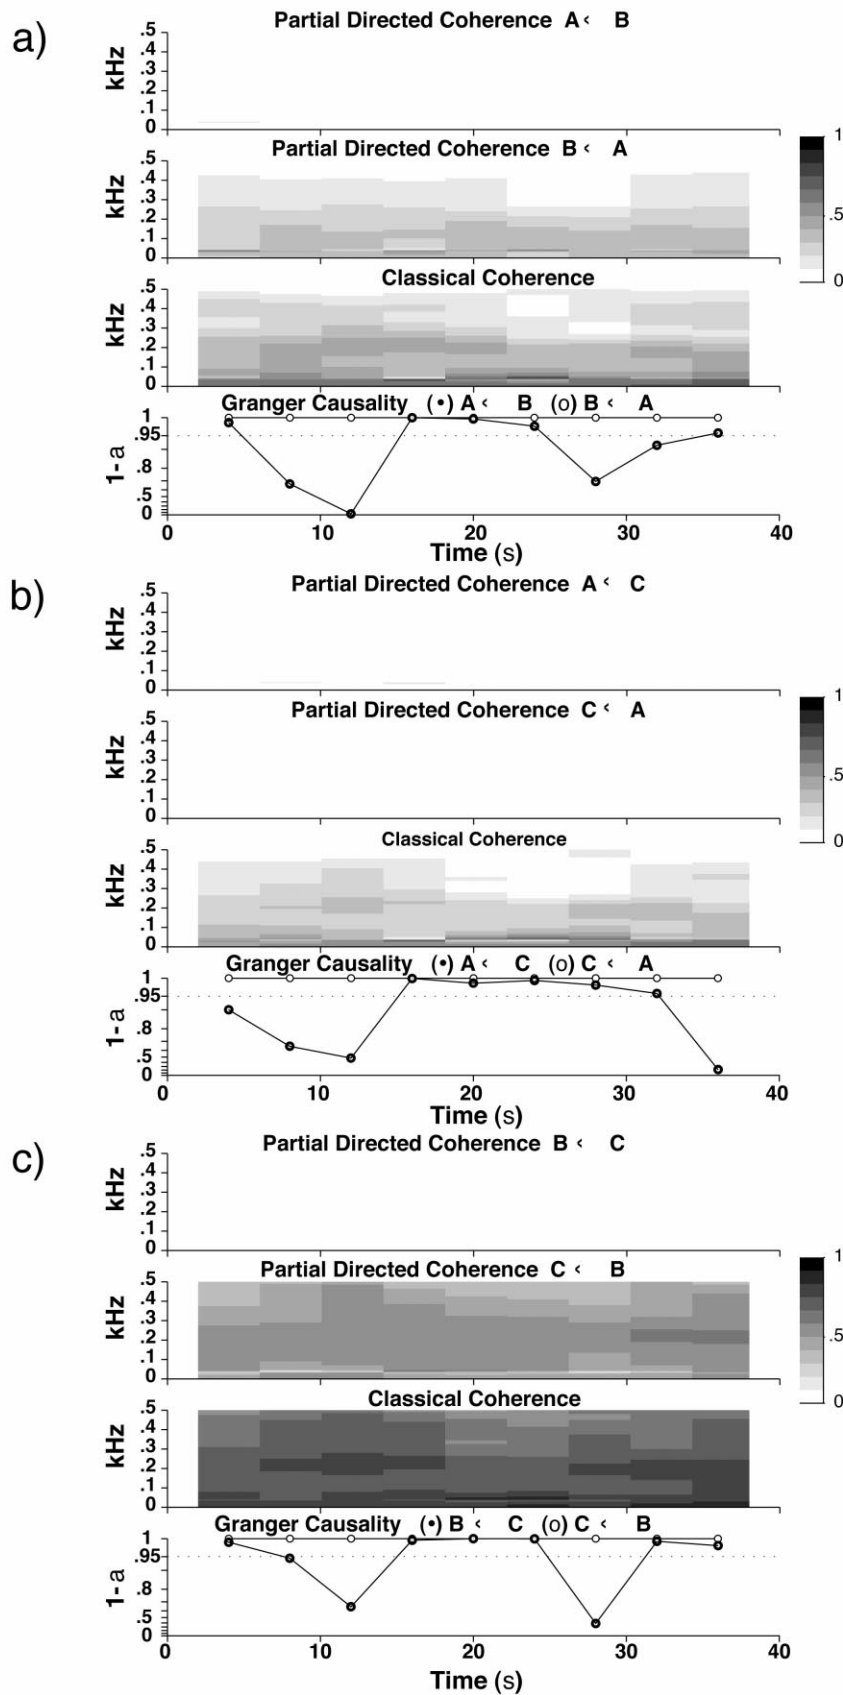 a)
Partial Directed Coherence A ‹ B
kHz
.5
.4
.3
.2
.1
0
Partial Directed Coherence B ‹ A
kHz
.5
.4
.3
.2
.1
0
1
.5
0
Classical Coherence
kHz
.5
.4
.3
.2
.1
0
Granger Causality (•) A ‹ B (o) B ‹ A
1-a
1
.95
.8
.5
0
0 10 20 30 40
Time (s)
b)
Partial Directed Coherence A ‹ C
kHz
.5
.4
.3
.2
.1
0
Partial Directed Coherence C ‹ A
kHz
.5
.4
.3
.2
.1
0
1
.5
0
Classical Coherence
kHz
.5
.4
.3
.2
.1
0
Granger Causality (•) A ‹ C (o) C ‹ A
1-a
1
.95
.8
.5
0
0 10 20 30 40
Time (s)
c)
Partial Directed Coherence B ‹ C
kHz
.5
.4
.3
.2
.1
0
Partial Directed Coherence C ‹ B
kHz
.5
.4
.3
.2
.1
0
1
.5
0
Classical Coherence
kHz
.5
.4
.3
.2
.1
0
Granger Causality (•) B ‹ C (o) C ‹ B
1-a
1
.95
.8
.5
0
0 10 20 30 40
Time (s)